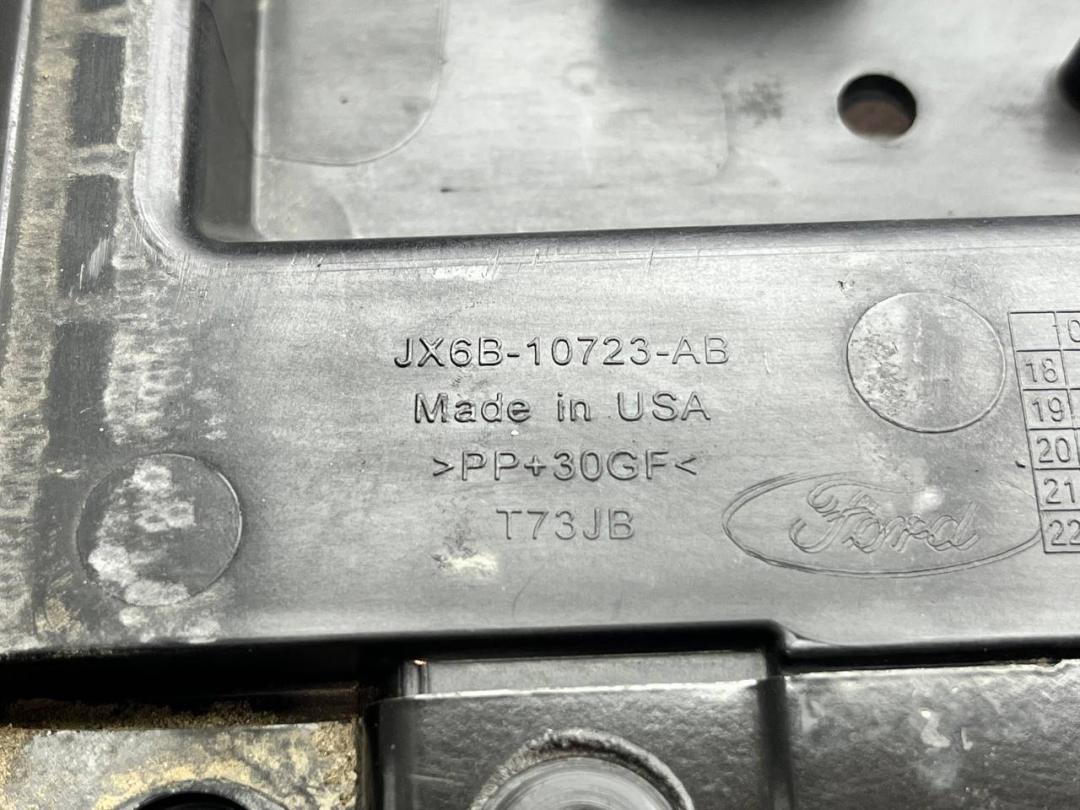 JX6B-10723-AB
Made in USA
>PP+30GF<
T73JB
Ford
18
19
20
21
22